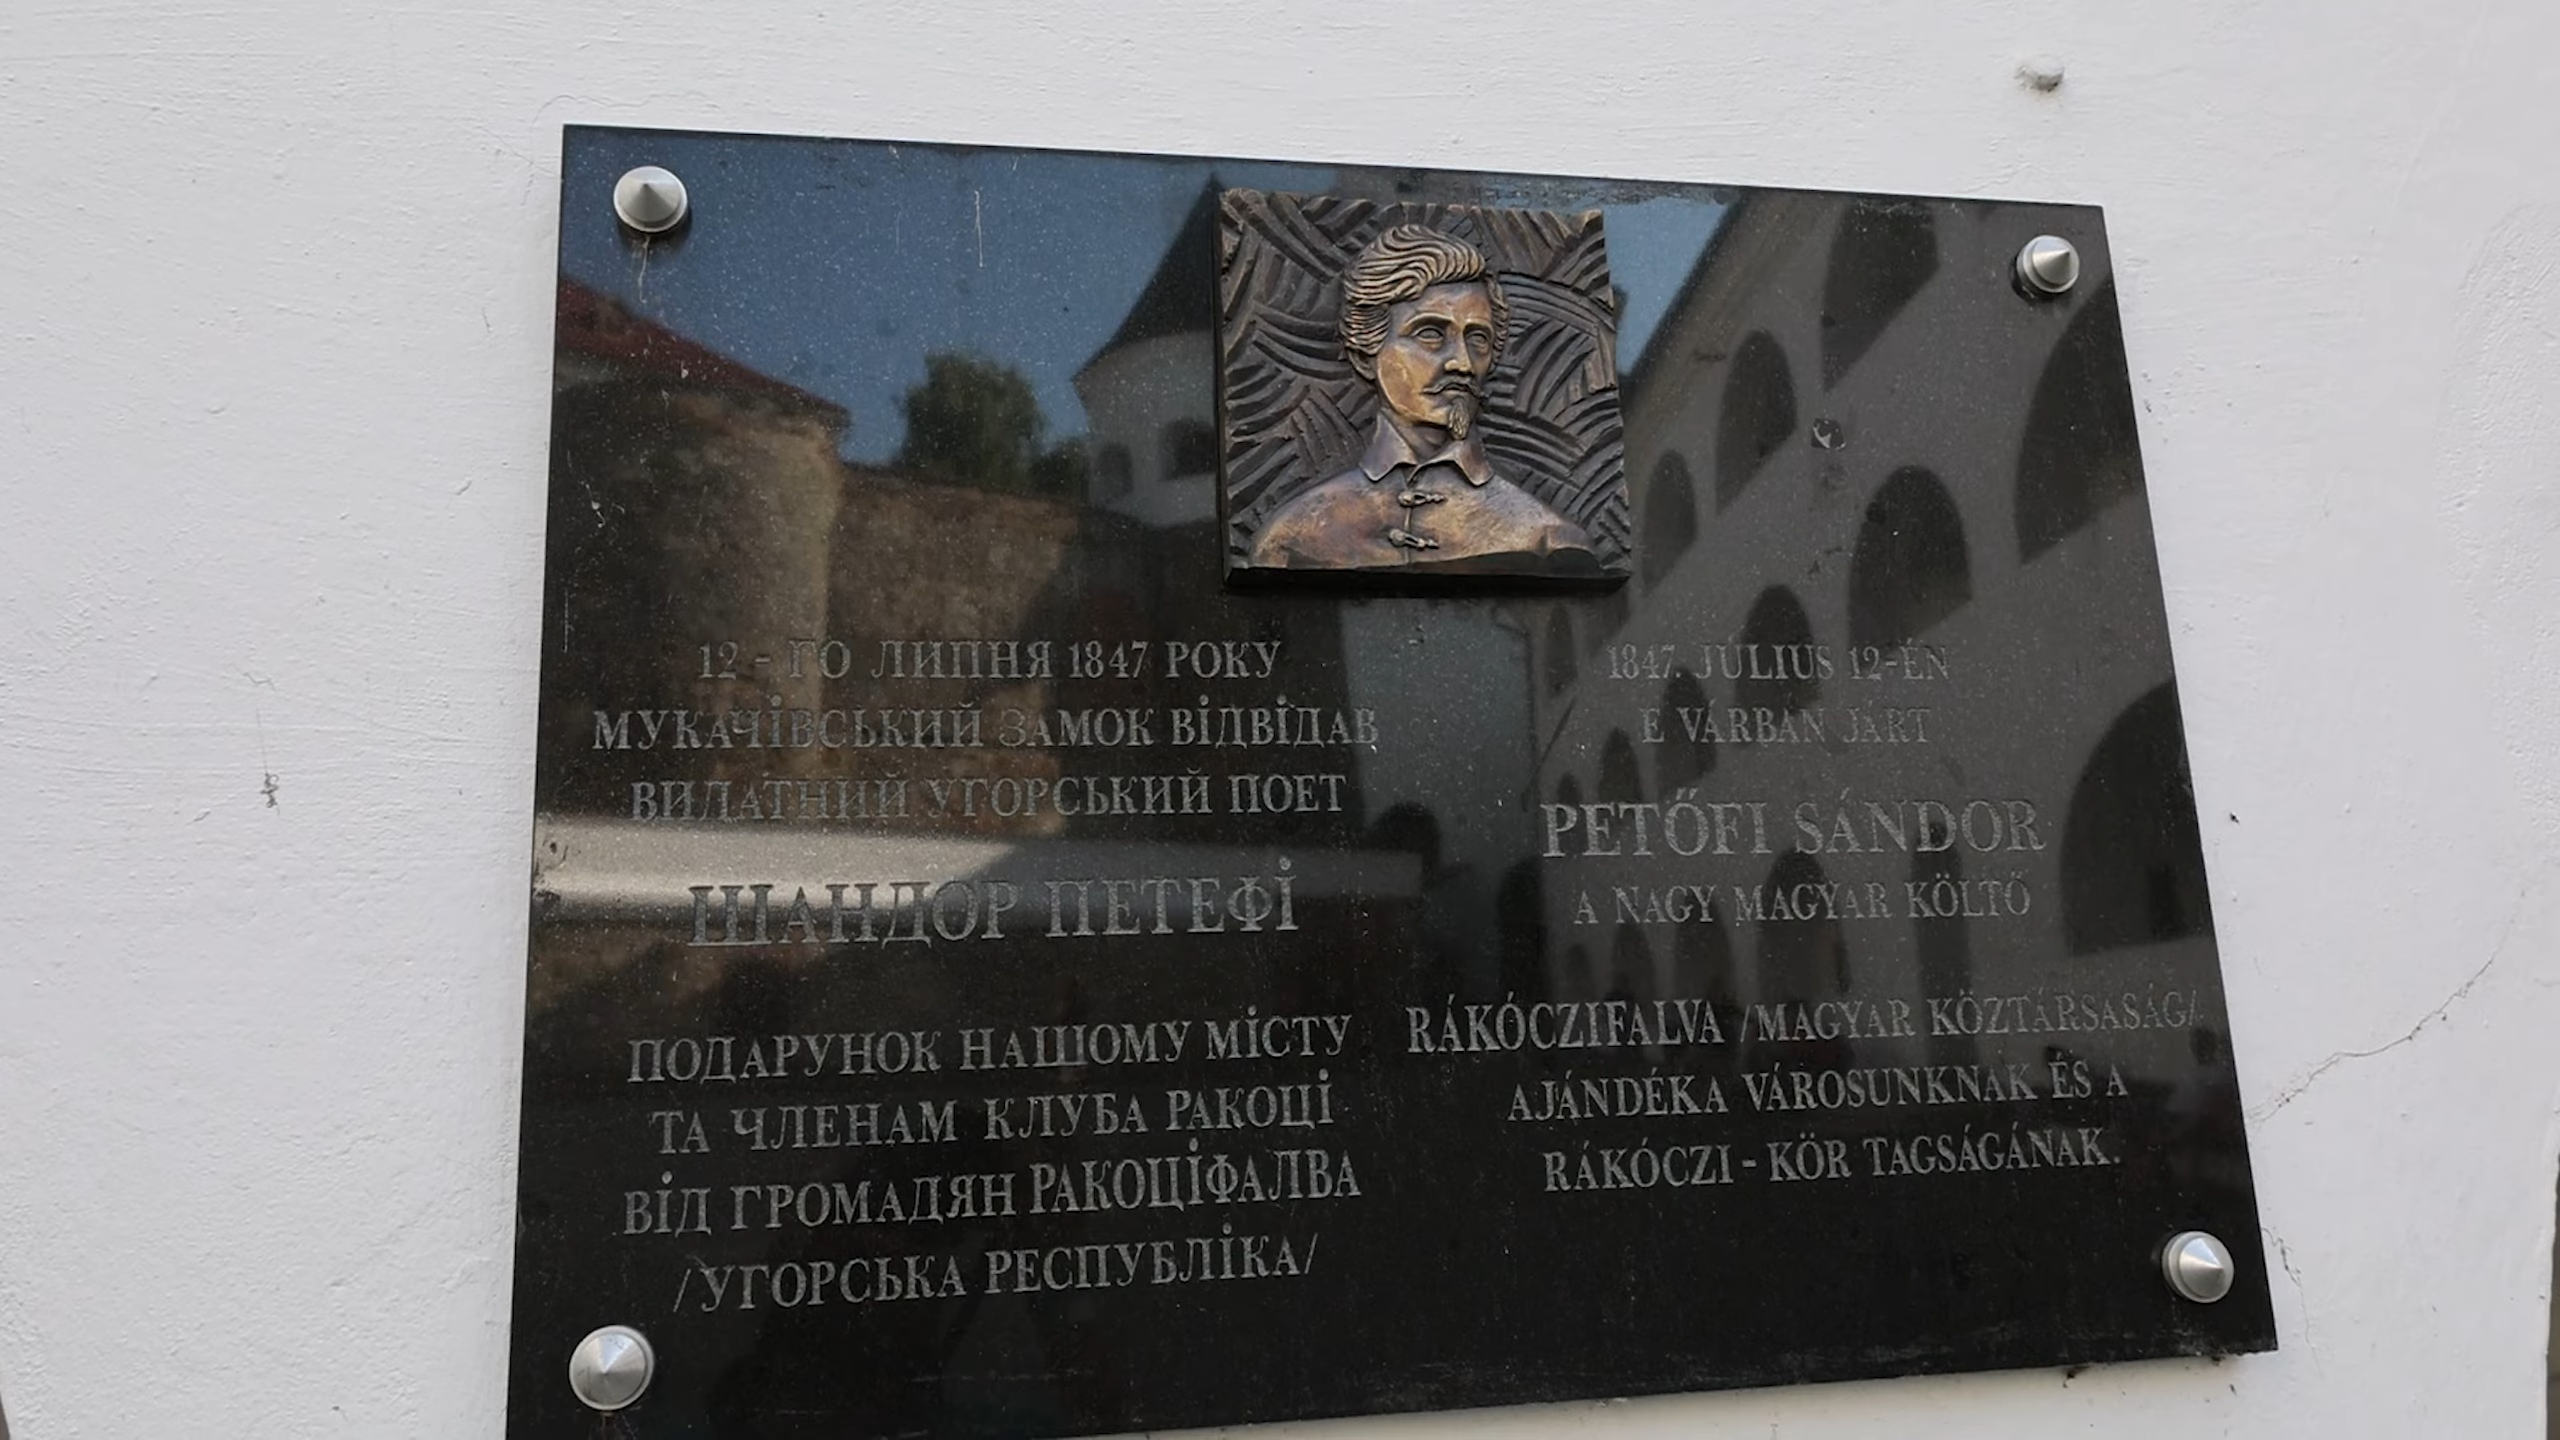 12 - ГО ЛИПНЯ 1847 РОКУ
МУКАЧІВСЬКИЙ ЗАМОК ВІДВІДАВ
ВИДАТНИЙ УГОРСЬКИЙ ПОЕТ
ШАНДОР ПЕТЕФІ
ПОДАРУНОК НАШОМУ МІСТУ
ТА ЧЛЕНАМ КЛУБА РАКОЦІ
ВІД ГРОМАДЯН РАКОЦІФАЛВА
/УГОРСЬКА РЕСПУБЛІКА/
1847. JÚLIUS 12-ÉN
E VÁRBAN JÁRT
PETŐFI SÁNDOR
A NAGY MAGYAR KÖLTŐ
RÁKÓCZIFALVA /MAGYAR KÖZTÁRSASÁG/
AJÁNDÉKA VÁROSUNKNAK ÉS A
RÁKÓCZI - KÖR TAGSÁGÁNAK.